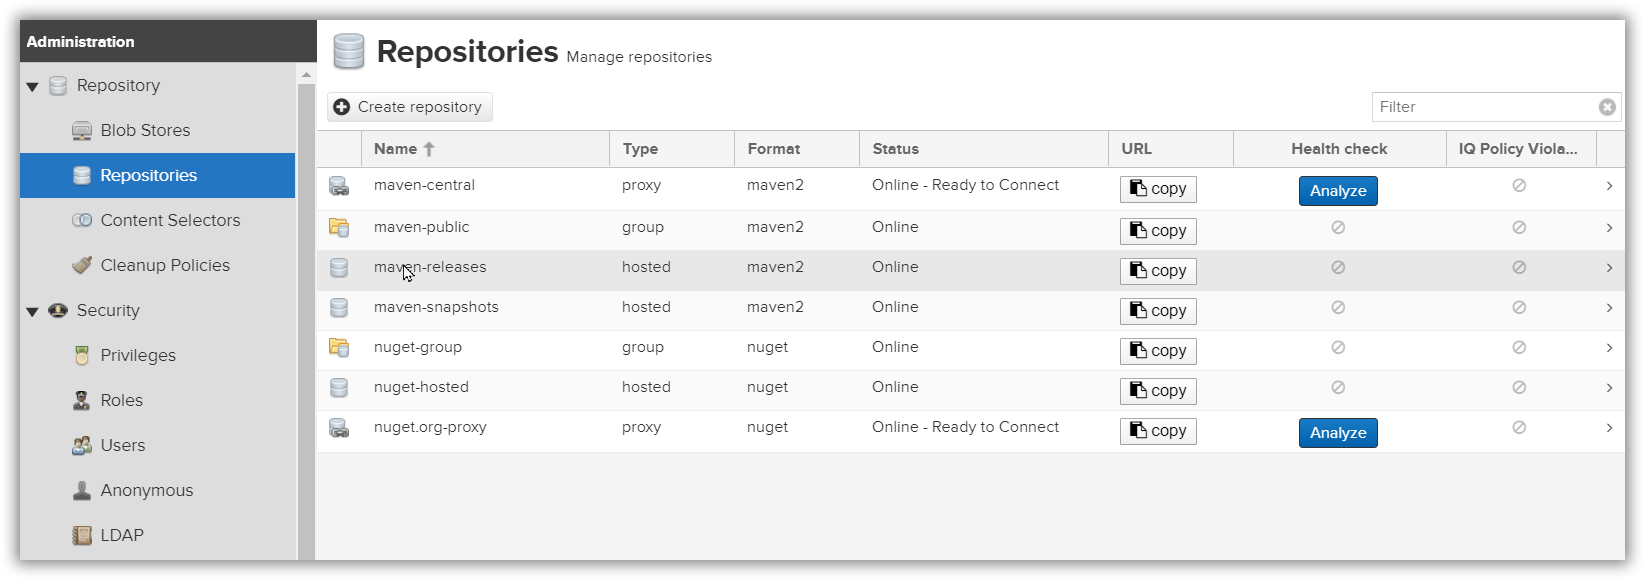 Administration
Repository
Blob Stores
Repositories
Content Selectors
Cleanup Policies
Security
Privileges
Roles
Users
Anonymous
LDAP
Repositories Manage repositories
Create repository
Filter
Name Type Format Status URL Health check IQ Policy Viola...
maven-central proxy maven2 Online - Ready to Connect copy Analyze
maven-public group maven2 Online copy
maven-releases hosted maven2 Online copy
maven-snapshots hosted maven2 Online copy
nuget-group group nuget Online copy
nuget-hosted hosted nuget Online copy
nuget.org-proxy proxy nuget Online - Ready to Connect copy Analyze